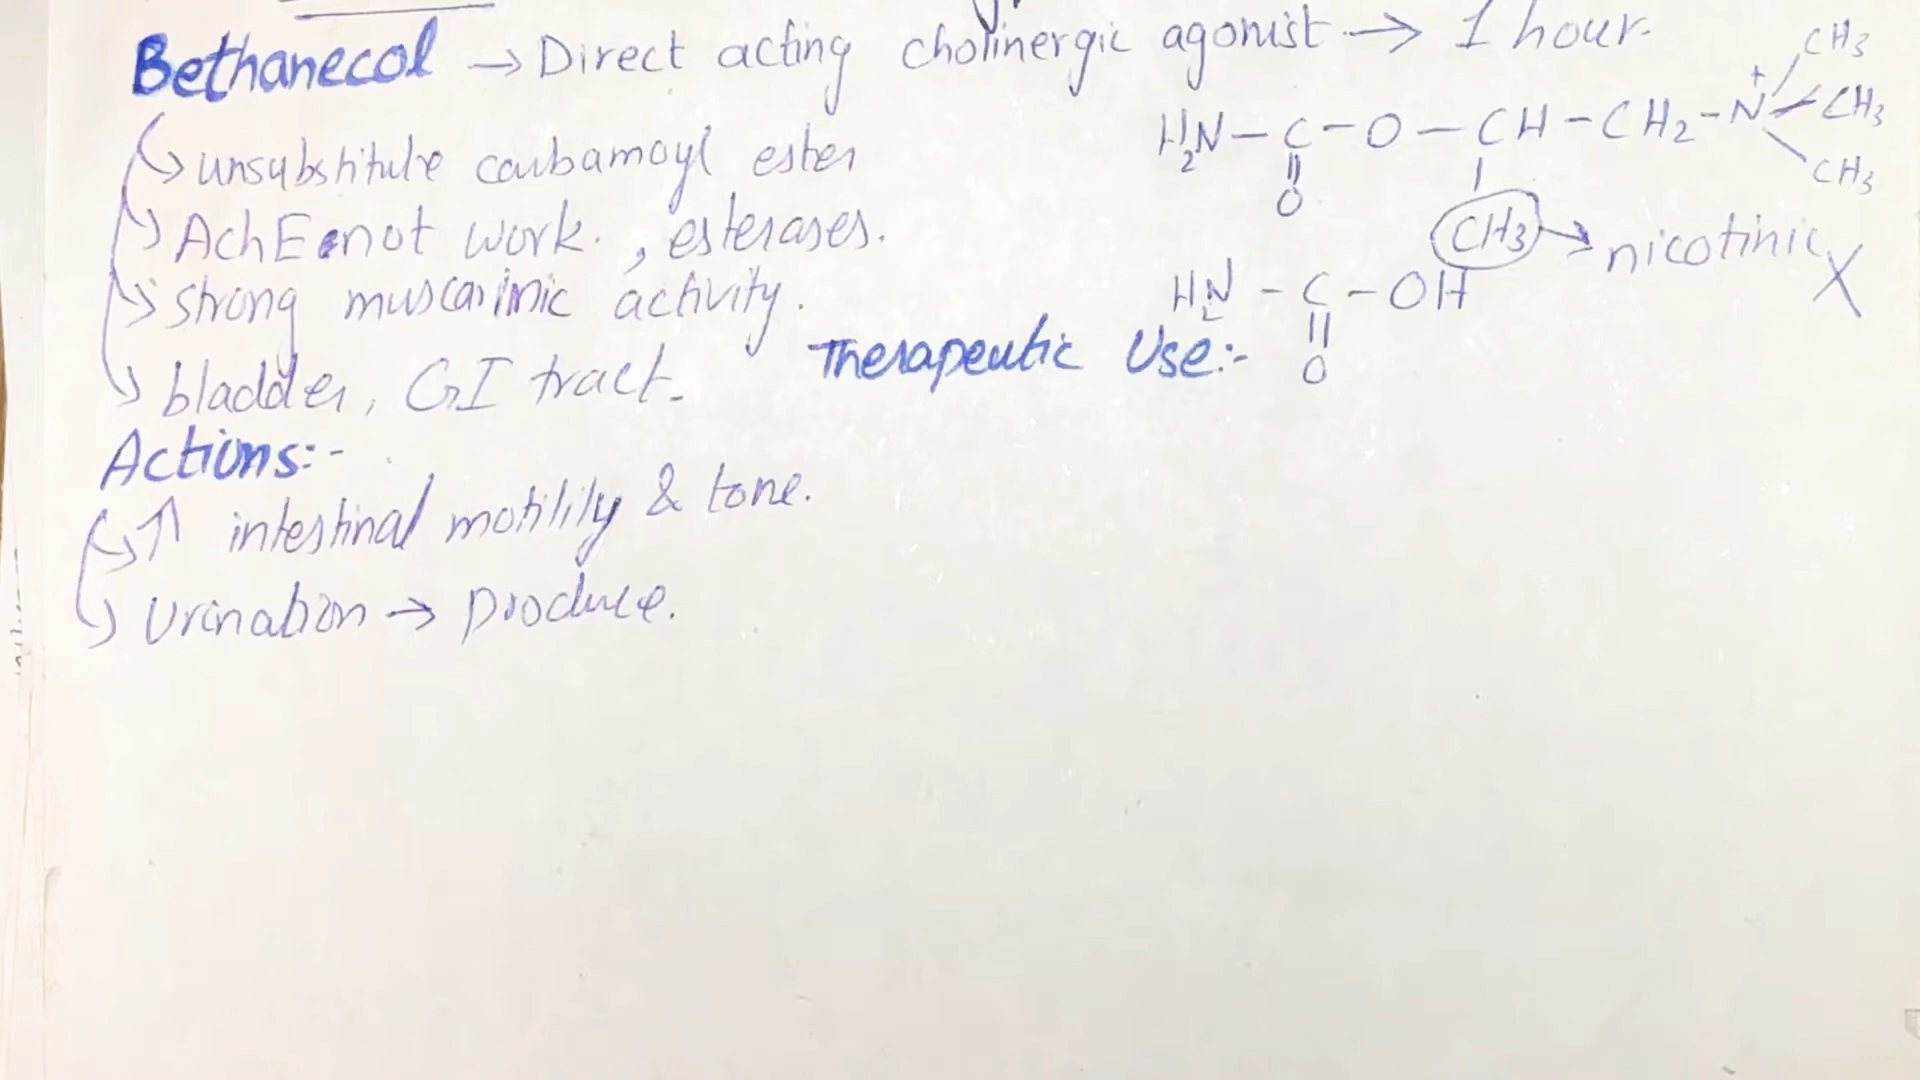 Bethanecol → Direct acting cholinergic agonist → 1 hour.
H2N - C - O - CH - CH2 - N+
CH3
CH3
CH3
O
CH3 → nicotinic X
unsubstitute carbamoyl ester
AchE not work. , esterases.
strong muscarinic activity.
bladder, GI tract.
H2N - C - OH
O
Therapeutic Use:-
Actions:-
↑ intestinal motility & tone.
Urination → produce.